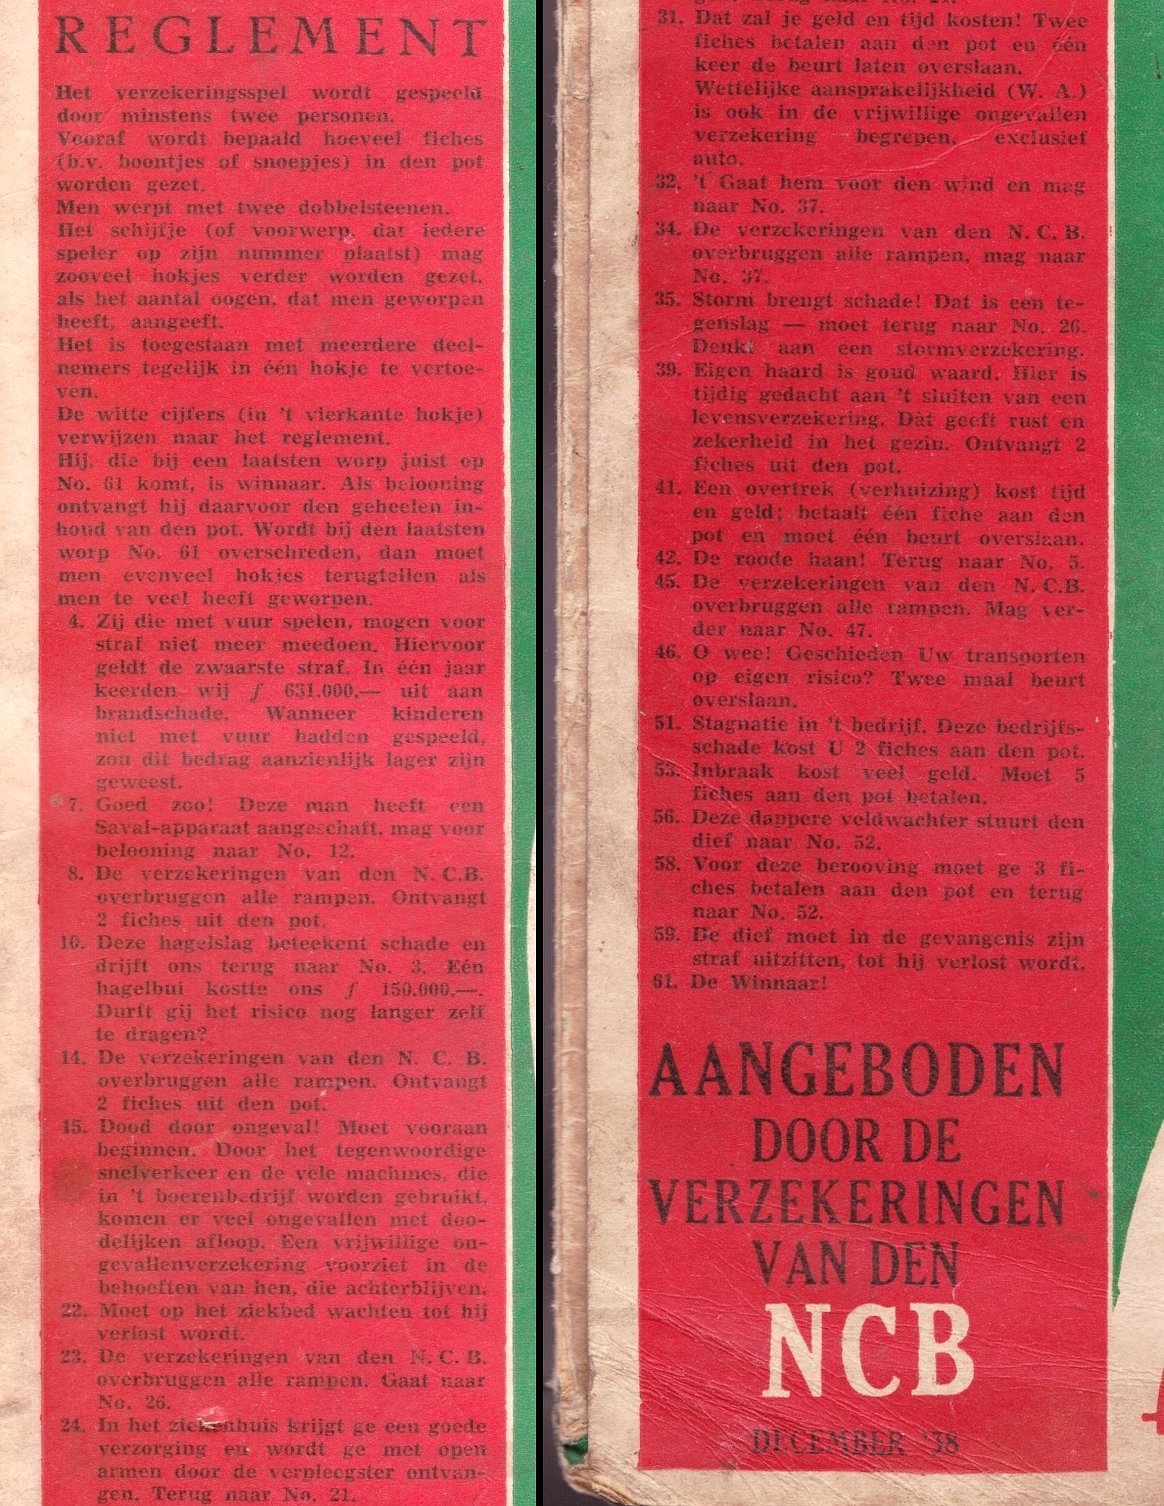 REGLEMENT
Het verzekeringsspel wordt gespeeld
door minstens twee personen.
Vooraf wordt bepaald hoeveel fiches
(b.v. boontjes of snoepjes) in den pot
worden gezet.
Men werpt met twee dobbelsteenen.
Het schijfje (of voorwerp, dat iedere
speler op zijn nummer plaatst) mag
zooveel hokjes verder worden gezet,
als het aantal oogen, dat men geworpen
heeft, aangeeft.
Het is toegestaan met meerdere deel-
nemers tegelijk in één hokje te vertoe-
ven.
De witte cijfers (in 't vierkante hokje)
verwijzen naar het reglement.
Hij, die bij een laatsten worp juist op
No. 61 komt, is winnaar. Als belooning
ontvangt hij daarvoor den geheelen in-
houd van den pot. Wordt bij den laatsten
worp No. 61 overschreden, dan moet
men evenveel hokjes terugtellen als
men te veel heeft geworpen.
4. Zij die met vuur spelen, mogen voor
straf niet meer meedoen. Hiervoor
geldt de zwaarste straf. In één jaar
keerden wij f 631.000,— uit aan
brandschade. Wanneer kinderen
niet met vuur hadden gespeeld,
zou dit bedrag aanzienlijk lager zijn
geweest.
7. Goed zoo! Deze man heeft een
Saval-apparaat aangeschaft, mag voor
belooning naar No. 12.
8. De verzekeringen van den N.C.B.
overbruggen alle rampen. Ontvangt
2 fiches uit den pot.
10. Deze hagelslag beteekent schade en
drijft ons terug naar No. 3. Eén
hagelbui kostte ons f 150.000,—.
Durft gij het risico nog langer zelf
te dragen?
14. De verzekeringen van den N. C. B.
overbruggen alle rampen. Ontvangt
2 fiches uit den pot.
15. Dood door ongeval! Moet vooraan
beginnen. Door het tegenwoordige
snelverkeer en de vele machines, die
in 't boerenbedrijf worden gebruikt,
komen er veel ongevallen met doo-
delijken afloop. Een vrijwillige on-
gevallenverzekering voorziet in de
behoeften van hen, die achterblijven.
22. Moet op het ziekbed wachten tot hij
verlost wordt.
23. De verzekeringen van den N. C. B.
overbruggen alle rampen. Gaat naar
No. 26.
24. In het ziekenhuis krijgt ge een goede
verzorging en wordt ge met open
armen door de verpleegster ontvan-
gen. Terug naar No. 21.
31. Dat zal je geld en tijd kosten! Twee
fiches betalen aan den pot en één
keer de beurt laten overslaan.
Wettelijke aansprakelijkheid (W. A.)
is ook in de vrijwillige ongevallen
verzekering begrepen, exclusief
auto.
32. 't Gaat hem voor den wind en mag
naar No. 37.
34. De verzekeringen van den N. C. B.
overbruggen alle rampen, mag naar
No. 37.
35. Storm brengt schade! Dat is een te-
genslag — moet terug naar No. 26.
Denkt aan een stormverzekering.
39. Eigen haard is goud waard. Hier is
tijdig gedacht aan 't sluiten van een
levensverzekering. Dàt geeft rust en
zekerheid in het gezin. Ontvangt 2
fiches uit den pot.
41. Een overtrek (verhuizing) kost tijd
en geld; betaalt één fiche aan den
pot en moet één beurt overslaan.
42. De roode haan! Terug naar No. 5.
45. De verzekeringen van den N.C.B.
overbruggen alle rampen. Mag ver-
der naar No. 47.
46. O wee! Geschieden Uw transporten
op eigen risico? Twee maal beurt
overslaan.
51. Stagnatie in 't bedrijf. Deze bedrijfs-
schade kost U 2 fiches aan den pot.
53. Inbraak kost veel geld. Moet 5
fiches aan den pot betalen.
56. Deze dappere veldwachter stuurt den
dief naar No. 52.
58. Voor deze berooving moet ge 3 fi-
ches betalen aan den pot en terug
naar No. 52.
59. De dief moet in de gevangenis zijn
straf uitzitten, tot hij verlost wordt.
61. De Winnaar!
AANGEBODEN
DOOR DE
VERZEKERINGEN
VAN DEN
NCB
DECEMBER '38